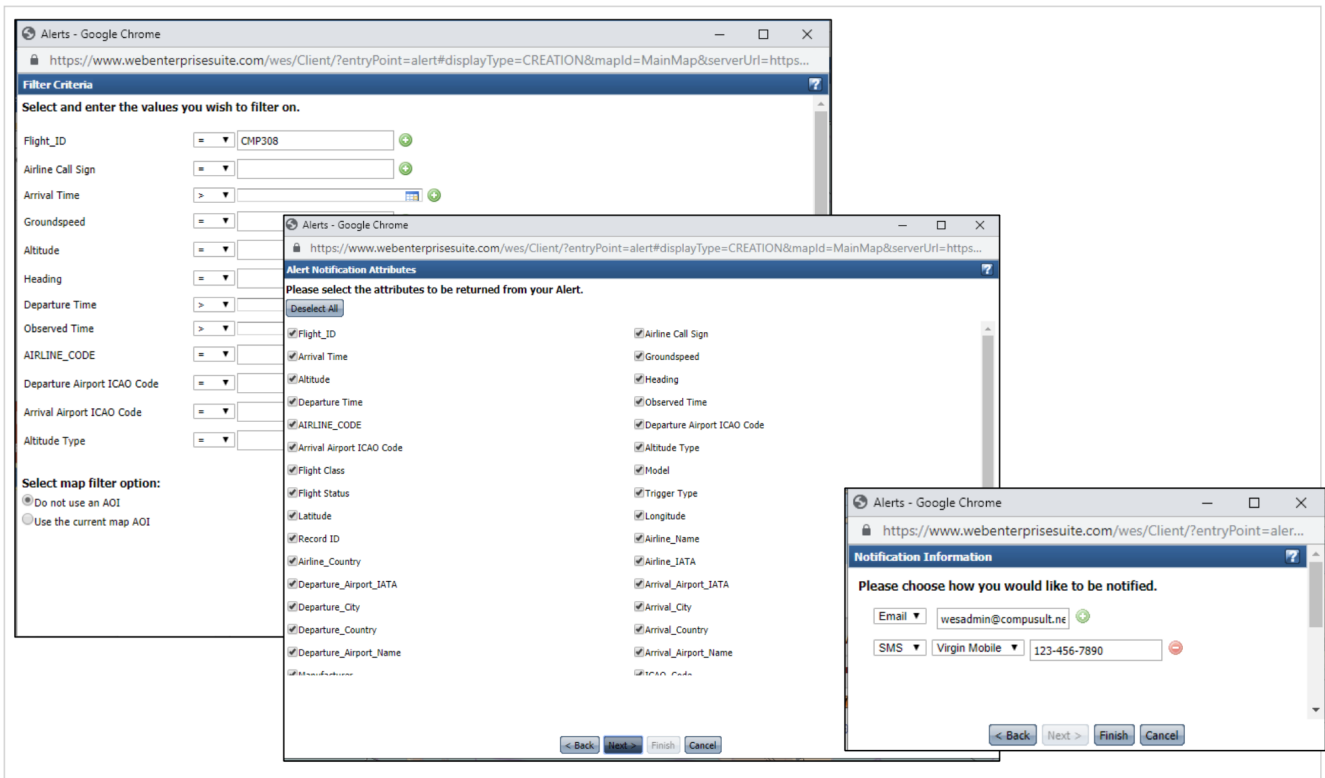 Alerts - Google Chrome
https://www.webenterprisesuite.com/wes/Client/?entryPoint=alert#displayType=CREATION&mapId=MainMap&serverUrl=https...
Filter Criteria ?
Select and enter the values you wish to filter on.
Flight_ID = CMP308
Airline Call Sign =
Arrival Time >
Groundspeed =
Altitude =
Heading =
Departure Time >
Observed Time >
AIRLINE_CODE =
Departure Airport ICAO Code =
Arrival Airport ICAO Code =
Altitude Type =
Select map filter option:
Do not use an AOI
Use the current map AOI
Alerts - Google Chrome
https://www.webenterprisesuite.com/wes/Client/?entryPoint=alert#displayType=CREATION&mapId=MainMap&serverUrl=https...
Alert Notification Attributes ?
Please select the attributes to be returned from your Alert.
Deselect All
Flight_ID Airline Call Sign
Arrival Time Groundspeed
Altitude Heading
Departure Time Observed Time
AIRLINE_CODE Departure Airport ICAO Code
Arrival Airport ICAO Code Altitude Type
Flight Class Model
Flight Status Trigger Type
Latitude Longitude
Record ID Airline_Name
Airline_Country Airline_IATA
Departure_Airport_IATA Arrival_Airport_IATA
Departure_City Arrival_City
Departure_Country Arrival_Country
Departure_Airport_Name Arrival_Airport_Name
Manufacturer ICAO_Code
< Back Next > Finish Cancel
Alerts - Google Chrome
https://www.webenterprisesuite.com/wes/Client/?entryPoint=aler...
Notification Information ?
Please choose how you would like to be notified.
Email wesadmin@compusult.ne
SMS Virgin Mobile 123-456-7890
< Back Next > Finish Cancel